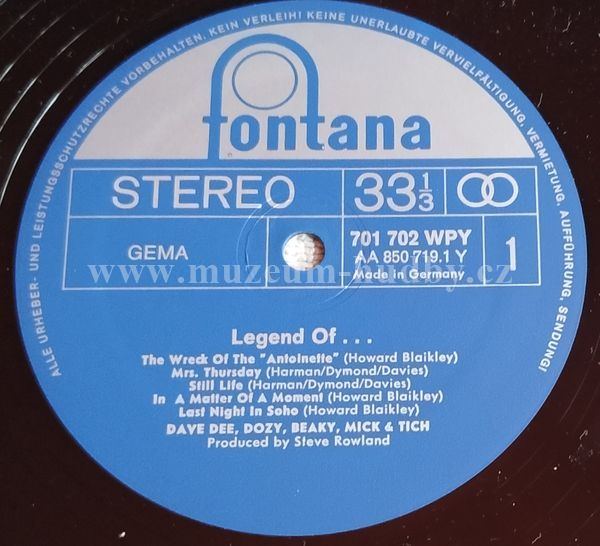 ALLE URHEBER- UND LEISTUNGSSCHUTZRECHTE VORBEHALTEN. KEIN VERLEIH! KEINE UNERLAUBTE VERVIELFÄLTIGUNG, VERMIETUNG, AUFFÜHRUNG, SENDUNG!
fontana
STEREO 33 1/3
GEMA 701 702 WPY 1
AA 850 719.1 Y
Made in Germany
www.muzeum-hudby.cz
Legend Of...
The Wreck Of The "Antoinette" (Howard Blaikley)
Mrs. Thursday (Harman/Dymond/Davies)
Still Life (Harman/Dymond/Davies)
In A Matter Of A Moment (Howard Blaikley)
Last Night In Soho (Howard Blaikley)
DAVE DEE, DOZY, BEAKY, MICK & TICH
Produced by Steve Rowland